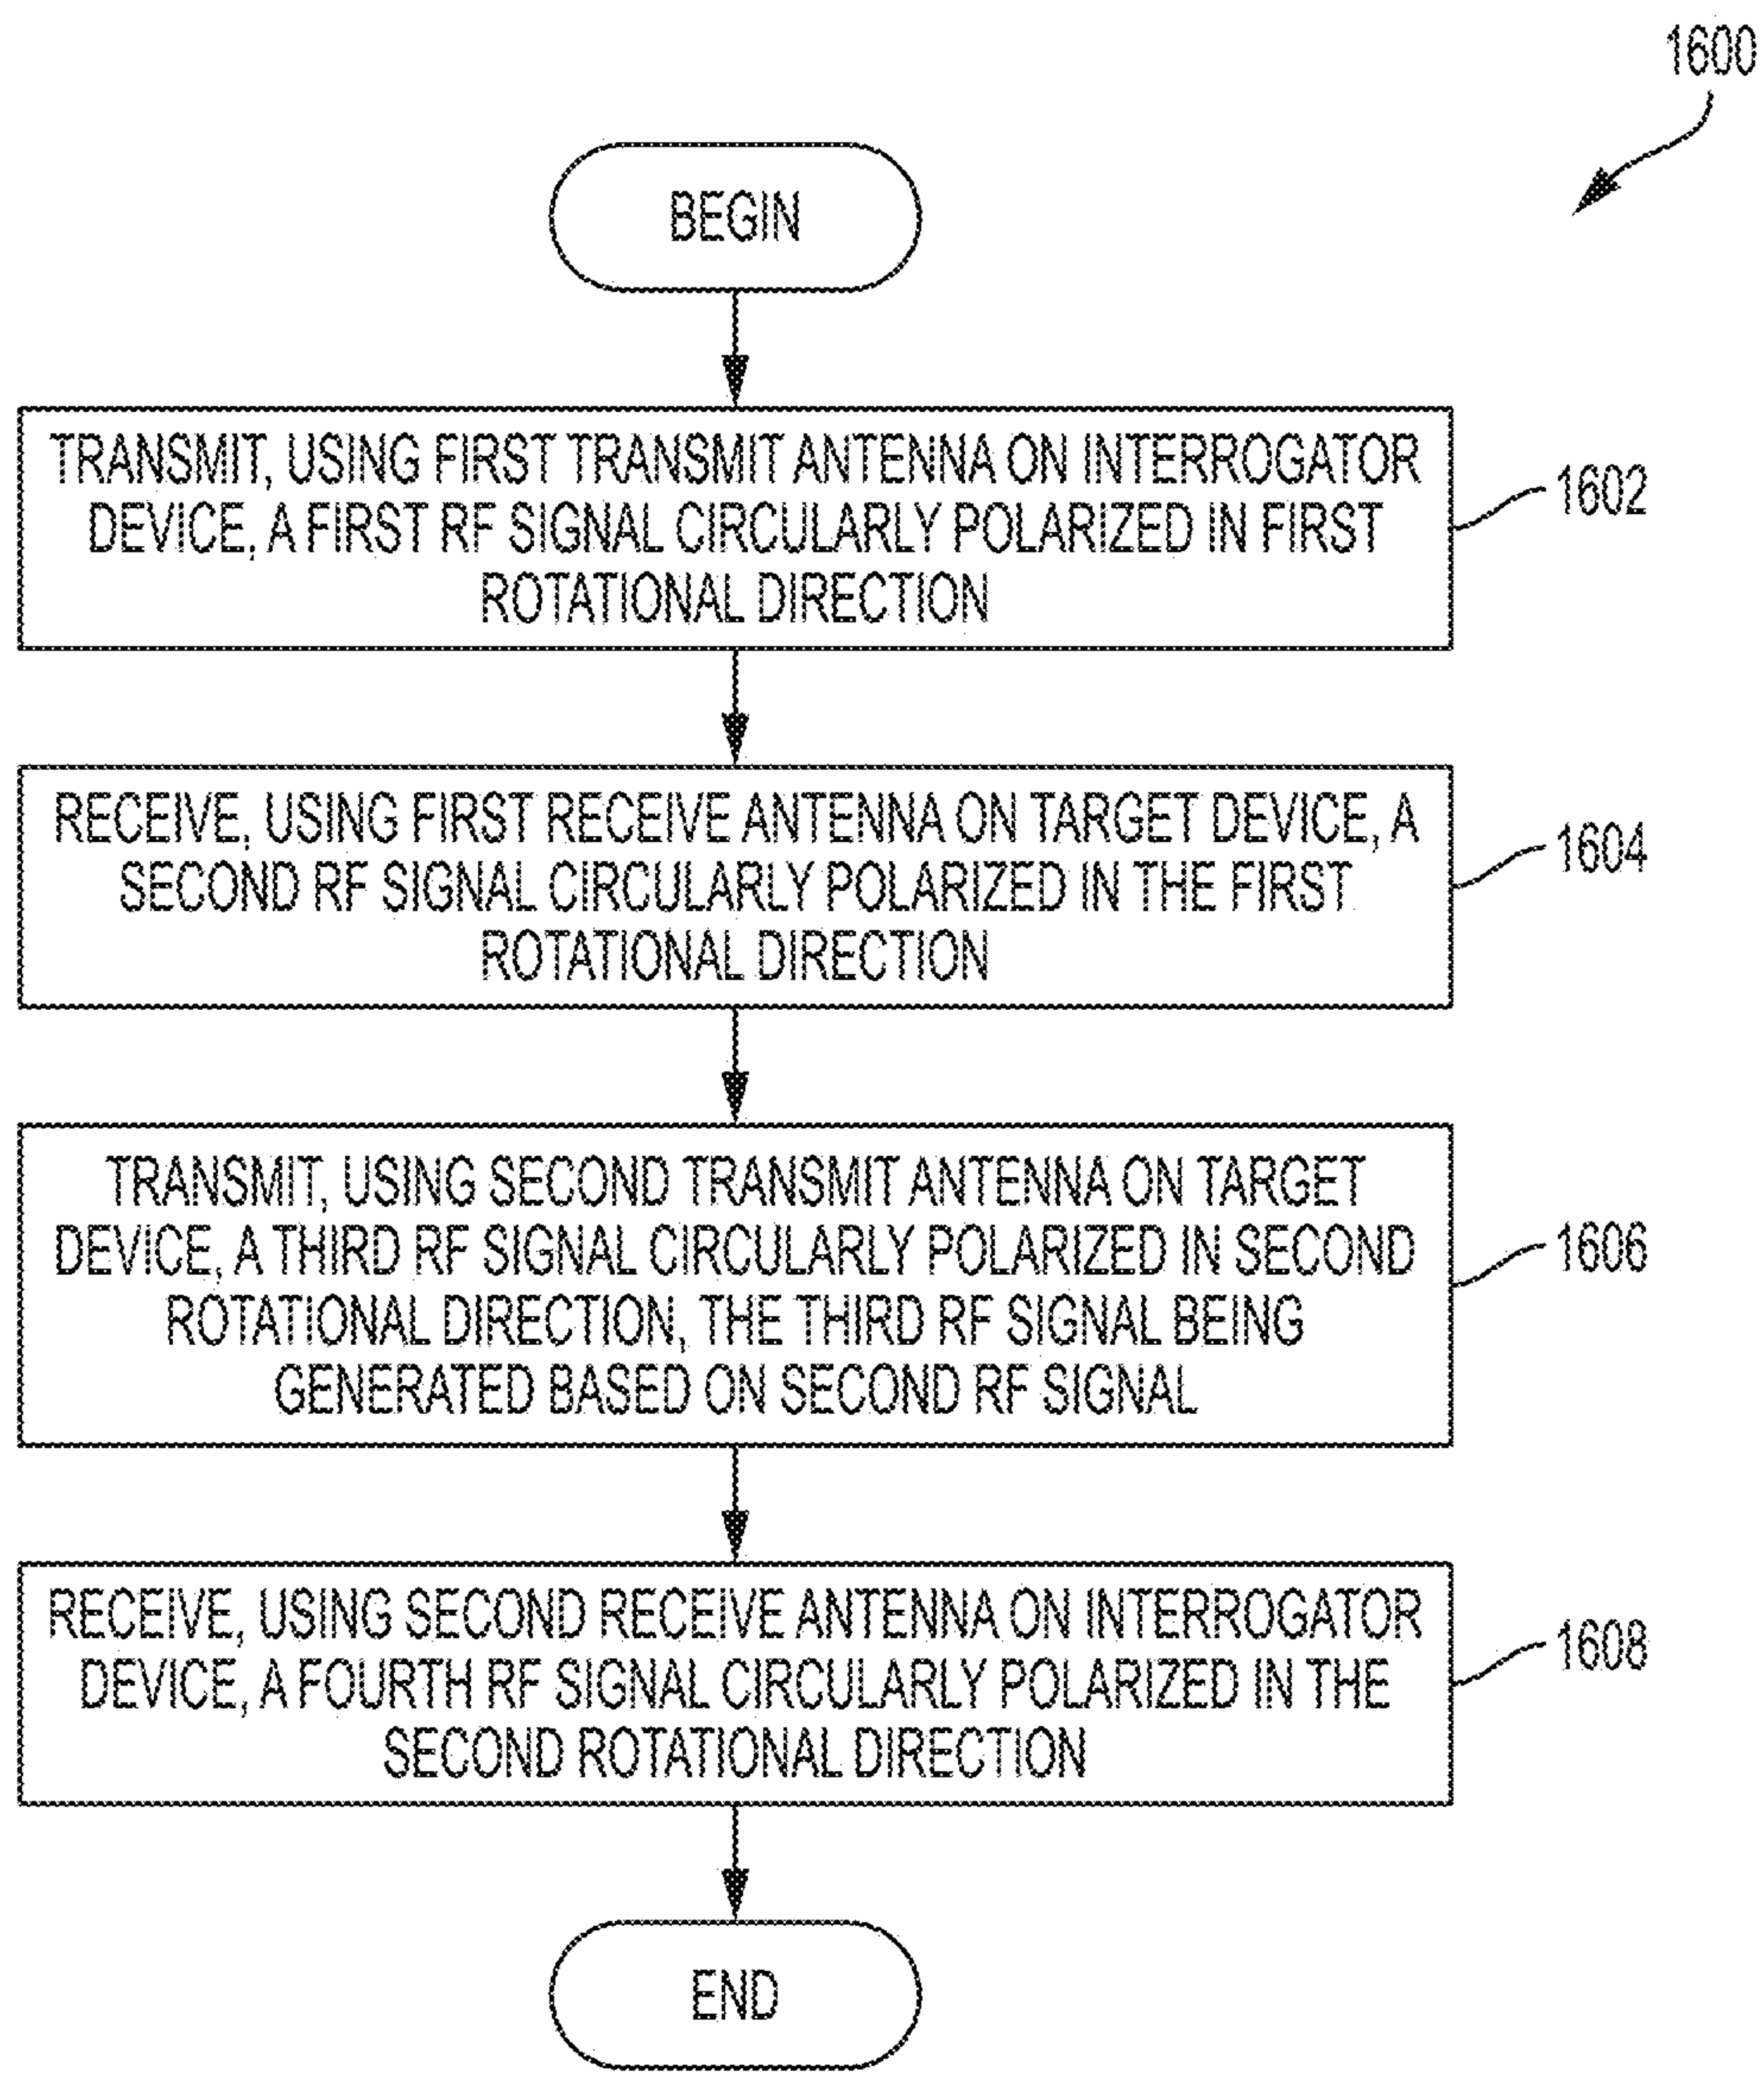 1600
BEGIN
TRANSMIT, USING FIRST TRANSMIT ANTENNA ON INTERROGATOR
DEVICE, A FIRST RF SIGNAL CIRCULARLY POLARIZED IN FIRST
ROTATIONAL DIRECTION
1602
RECEIVE, USING FIRST RECEIVE ANTENNA ON TARGET DEVICE, A
SECOND RF SIGNAL CIRCULARLY POLARIZED IN THE FIRST
ROTATIONAL DIRECTION
1604
TRANSMIT, USING SECOND TRANSMIT ANTENNA ON TARGET
DEVICE, A THIRD RF SIGNAL CIRCULARLY POLARIZED IN SECOND
ROTATIONAL DIRECTION, THE THIRD RF SIGNAL BEING
GENERATED BASED ON SECOND RF SIGNAL
1606
RECEIVE, USING SECOND RECEIVE ANTENNA ON INTERROGATOR
DEVICE, A FOURTH RF SIGNAL CIRCULARLY POLARIZED IN THE
SECOND ROTATIONAL DIRECTION
1608
END